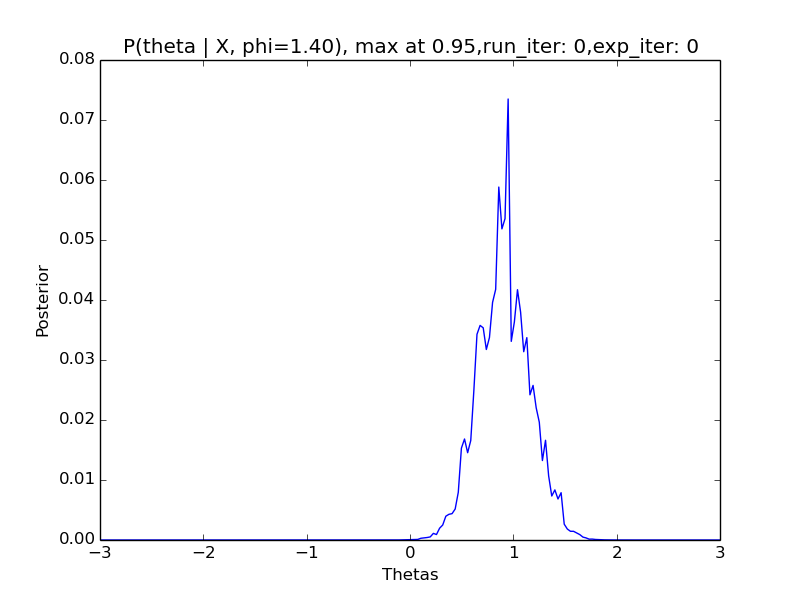 P(theta | X, phi=1.40), max at 0.95,run_iter: 0,exp_iter: 0
0.08
0.07
0.06
0.05
0.04
0.03
0.02
0.01
0.00
Posterior
−3 −2 −1 0 1 2 3
Thetas